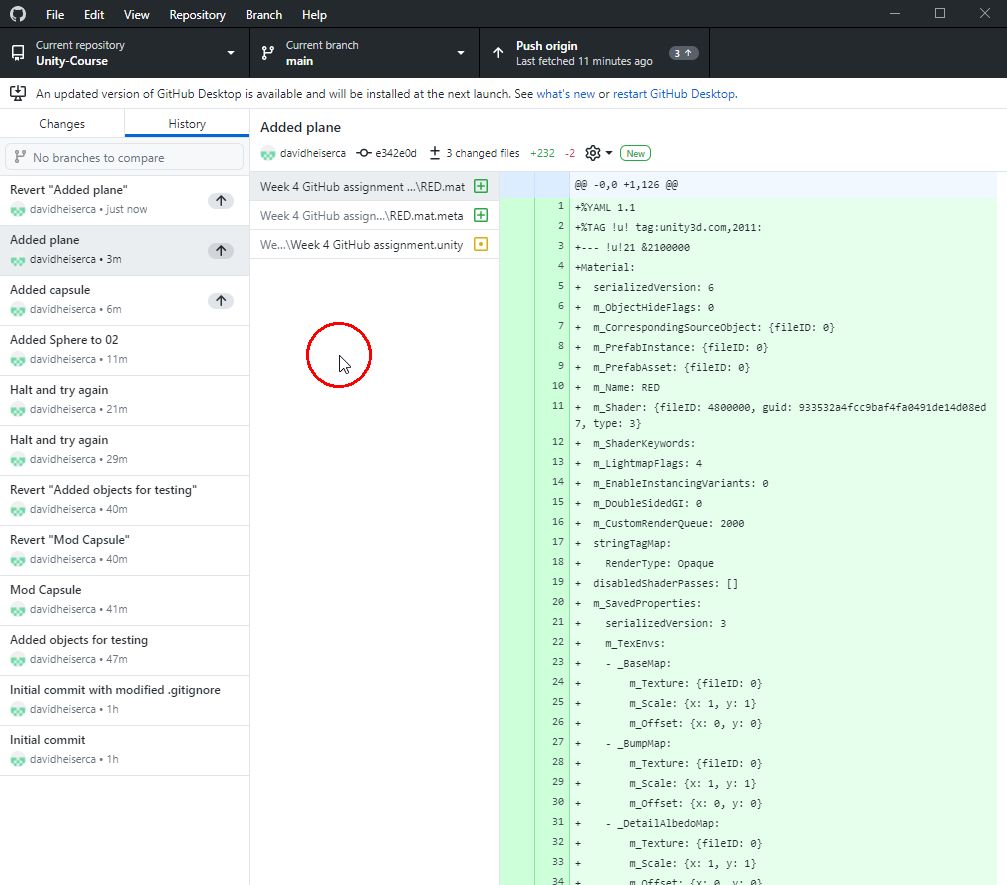 File Edit View Repository Branch Help
Current repository
Unity-Course
Current branch
main
Push origin
Last fetched 11 minutes ago
3
An updated version of GitHub Desktop is available and will be installed at the next launch. See what's new or restart GitHub Desktop.
Changes
History
No branches to compare
Revert "Added plane"
davidheiserca • just now
Added plane
davidheiserca • 3m
Added capsule
davidheiserca • 6m
Added Sphere to 02
davidheiserca • 11m
Halt and try again
davidheiserca • 21m
Halt and try again
davidheiserca • 29m
Revert "Added objects for testing"
davidheiserca • 40m
Revert "Mod Capsule"
davidheiserca • 40m
Mod Capsule
davidheiserca • 41m
Added objects for testing
davidheiserca • 47m
Initial commit with modified .gitignore
davidheiserca • 1h
Initial commit
davidheiserca • 1h
Added plane
davidheiserca e342e0d 3 changed files +232 -2 New
Week 4 GitHub assignment ...\RED.mat
Week 4 GitHub assign...\RED.mat.meta
We...\Week 4 GitHub assignment.unity
@@ -0,0 +1,126 @@
1 +%YAML 1.1
2 +%TAG !u! tag:unity3d.com,2011:
3 +--- !u!21 &2100000
4 +Material:
5 + serializedVersion: 6
6 + m_ObjectHideFlags: 0
7 + m_CorrespondingSourceObject: {fileID: 0}
8 + m_PrefabInstance: {fileID: 0}
9 + m_PrefabAsset: {fileID: 0}
10 + m_Name: RED
11 + m_Shader: {fileID: 4800000, guid: 933532a4fcc9baf4fa0491de14d08ed
7, type: 3}
12 + m_ShaderKeywords:
13 + m_LightmapFlags: 4
14 + m_EnableInstancingVariants: 0
15 + m_DoubleSidedGI: 0
16 + m_CustomRenderQueue: 2000
17 + stringTagMap:
18 + RenderType: Opaque
19 + disabledShaderPasses: []
20 + m_SavedProperties:
21 + serializedVersion: 3
22 + m_TexEnvs:
23 + - _BaseMap:
24 + m_Texture: {fileID: 0}
25 + m_Scale: {x: 1, y: 1}
26 + m_Offset: {x: 0, y: 0}
27 + - _BumpMap:
28 + m_Texture: {fileID: 0}
29 + m_Scale: {x: 1, y: 1}
30 + m_Offset: {x: 0, y: 0}
31 + - _DetailAlbedoMap:
32 + m_Texture: {fileID: 0}
33 + m_Scale: {x: 1, y: 1}
34 + m_Offset: {x: 0, y: 0}